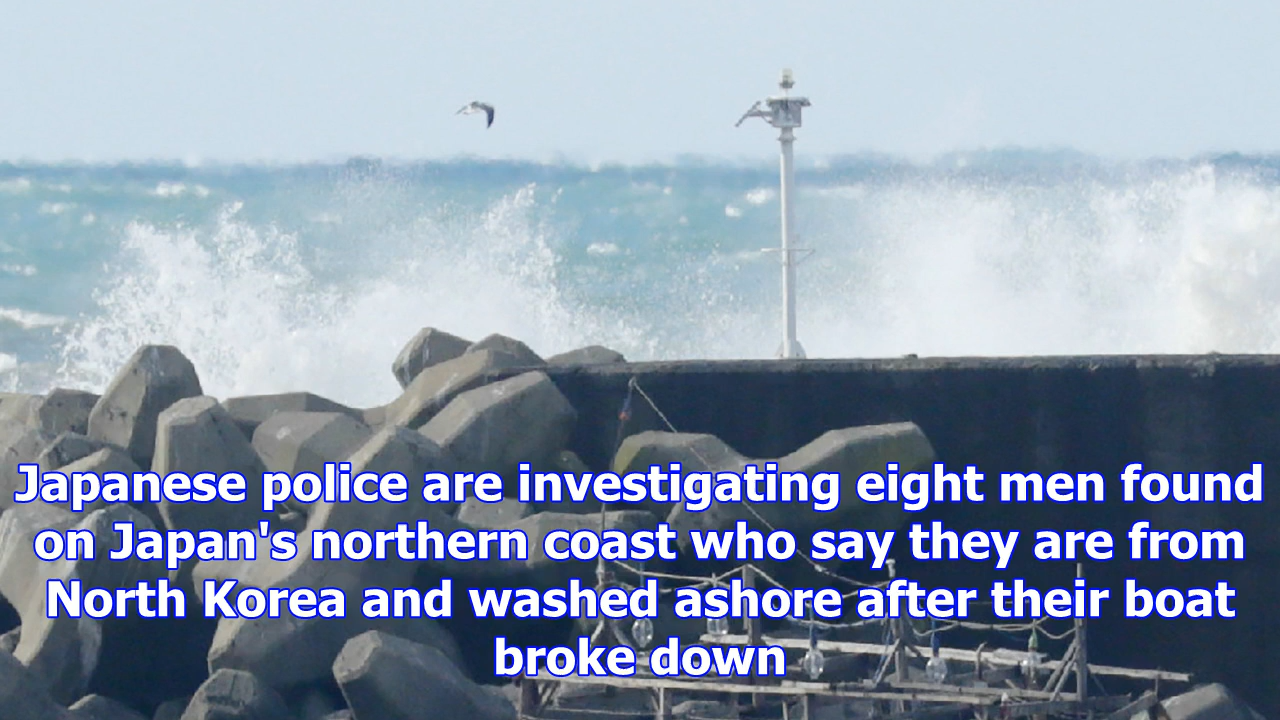 Japanese police are investigating eight men found
on Japan's northern coast who say they are from
North Korea and washed ashore after their boat
broke down